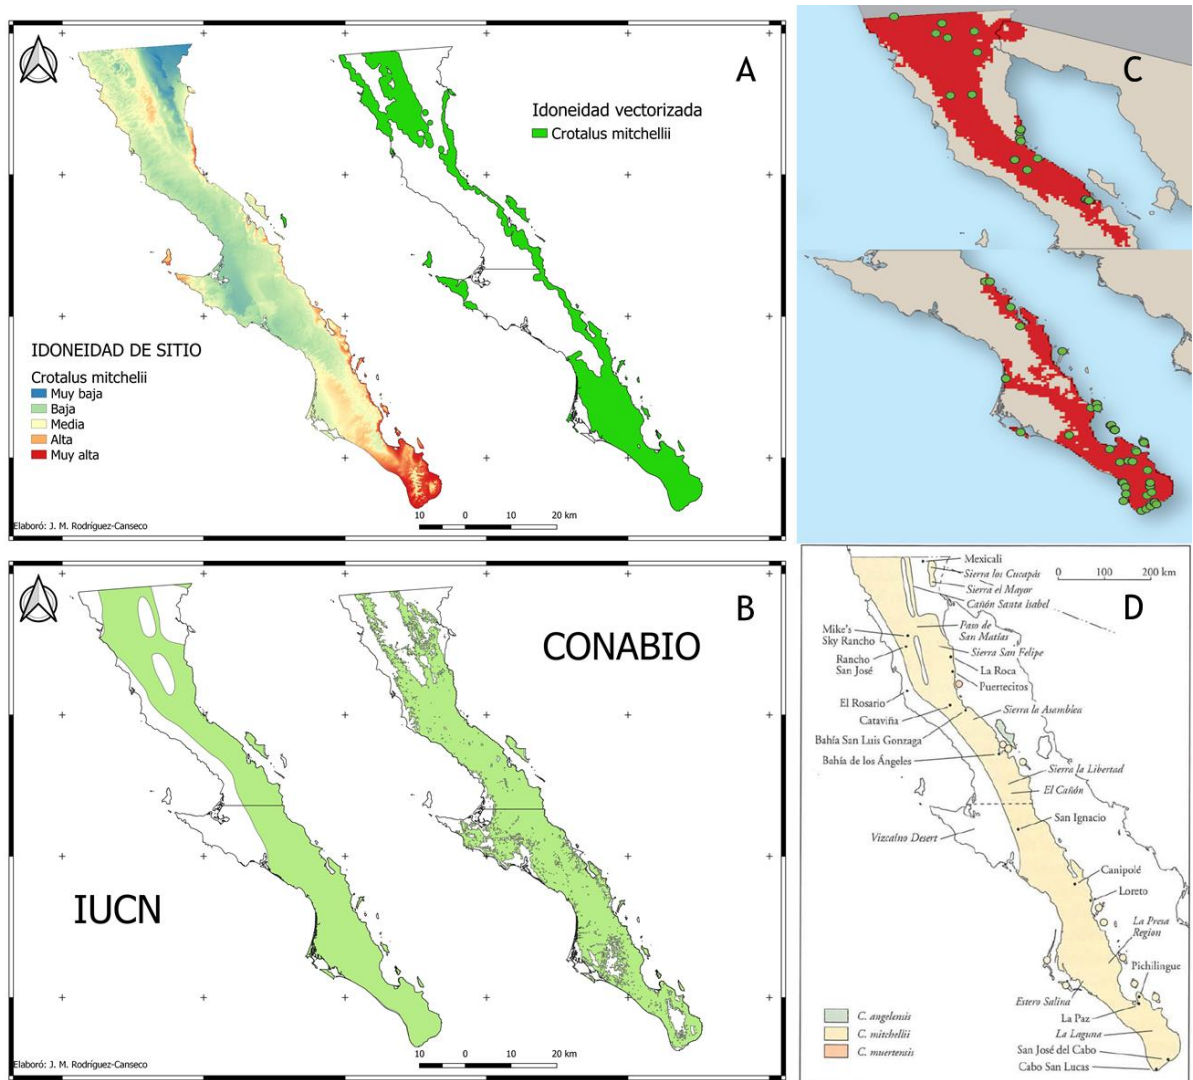 A
Idoneidad vectorizada
Crotalus mitchellii
IDONEIDAD DE SITIO
Crotalus mitchelii
Muy baja
Baja
Media
Alta
Muy alta
10 0 10 20 km
Elaboró: J. M. Rodríguez-Canseco
C
B
IUCN
CONABIO
10 0 10 20 km
Elaboró: J. M. Rodríguez-Canseco
D
0 100 200 km
Mexicali
Sierra los Cucapás
Sierra el Mayor
Cañón Santa Isabel
Paso de
San Matías
Mike's
Sky Rancho
Sierra San Felipe
Rancho
San José
La Roca
Puertecitos
El Rosario
Sierra la Asamblea
Cataviña
Bahía San Luis Gonzaga
Bahía de los Ángeles
Sierra la Libertad
El Cañón
San Ignacio
Vizcaíno Desert
Canipolé
Loreto
La Presa
Region
Pichilingue
Estero Salina
La Paz
La Laguna
San José del Cabo
Cabo San Lucas
C. angelensis
C. mitchellii
C. muertensis